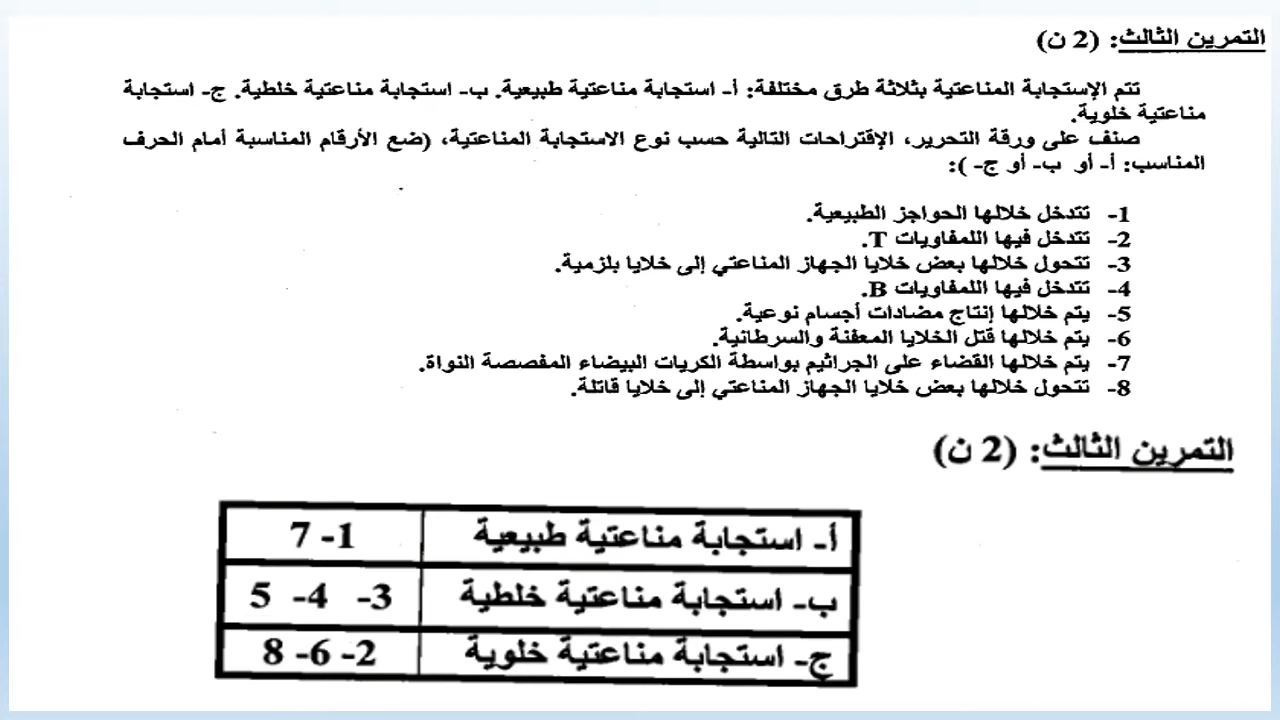 التمرين الثالث: (2 ن)
تتم الإستجابة المناعتية بثلاثة طرق مختلفة: أ- استجابة مناعتية طبيعية. ب- استجابة مناعتية خلطية. ج- استجابة
مناعتية خلوية.
صنف على ورقة التحرير، الإقتراحات التالية حسب نوع الاستجابة المناعتية، (ضع الأرقام المناسبة أمام الحرف
المناسب: أ- أو ب- أو ج- ):
1- تتدخل خلالها الحواجز الطبيعية.
2- تتدخل فيها اللمفاويات T.
3- تتحول خلالها بعض خلايا الجهاز المناعتي إلى خلايا بلزمية.
4- تتدخل فيها اللمفاويات B.
5- يتم خلالها إنتاج مضادات أجسام نوعية.
6- يتم خلالها قتل الخلايا المعفنة والسرطانية.
7- يتم خلالها القضاء على الجراثيم بواسطة الكريات البيضاء المفصصة النواة.
8- تتحول خلالها بعض خلايا الجهاز المناعتي إلى خلايا قاتلة.
التمرين الثالث: (2 ن)
أ- استجابة مناعتية طبيعية 1- 7
ب- استجابة مناعتية خلطية 3- 4- 5
ج- استجابة مناعتية خلوية 2- 6- 8